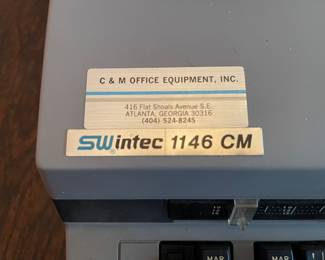 C & M OFFICE EQUIPMENT, INC.
416 Flat Shoals Avenue S.E.
ATLANTA, GEORGIA 30316
(404) 524-8245
SWintec 1146 CM
MAR
MAR